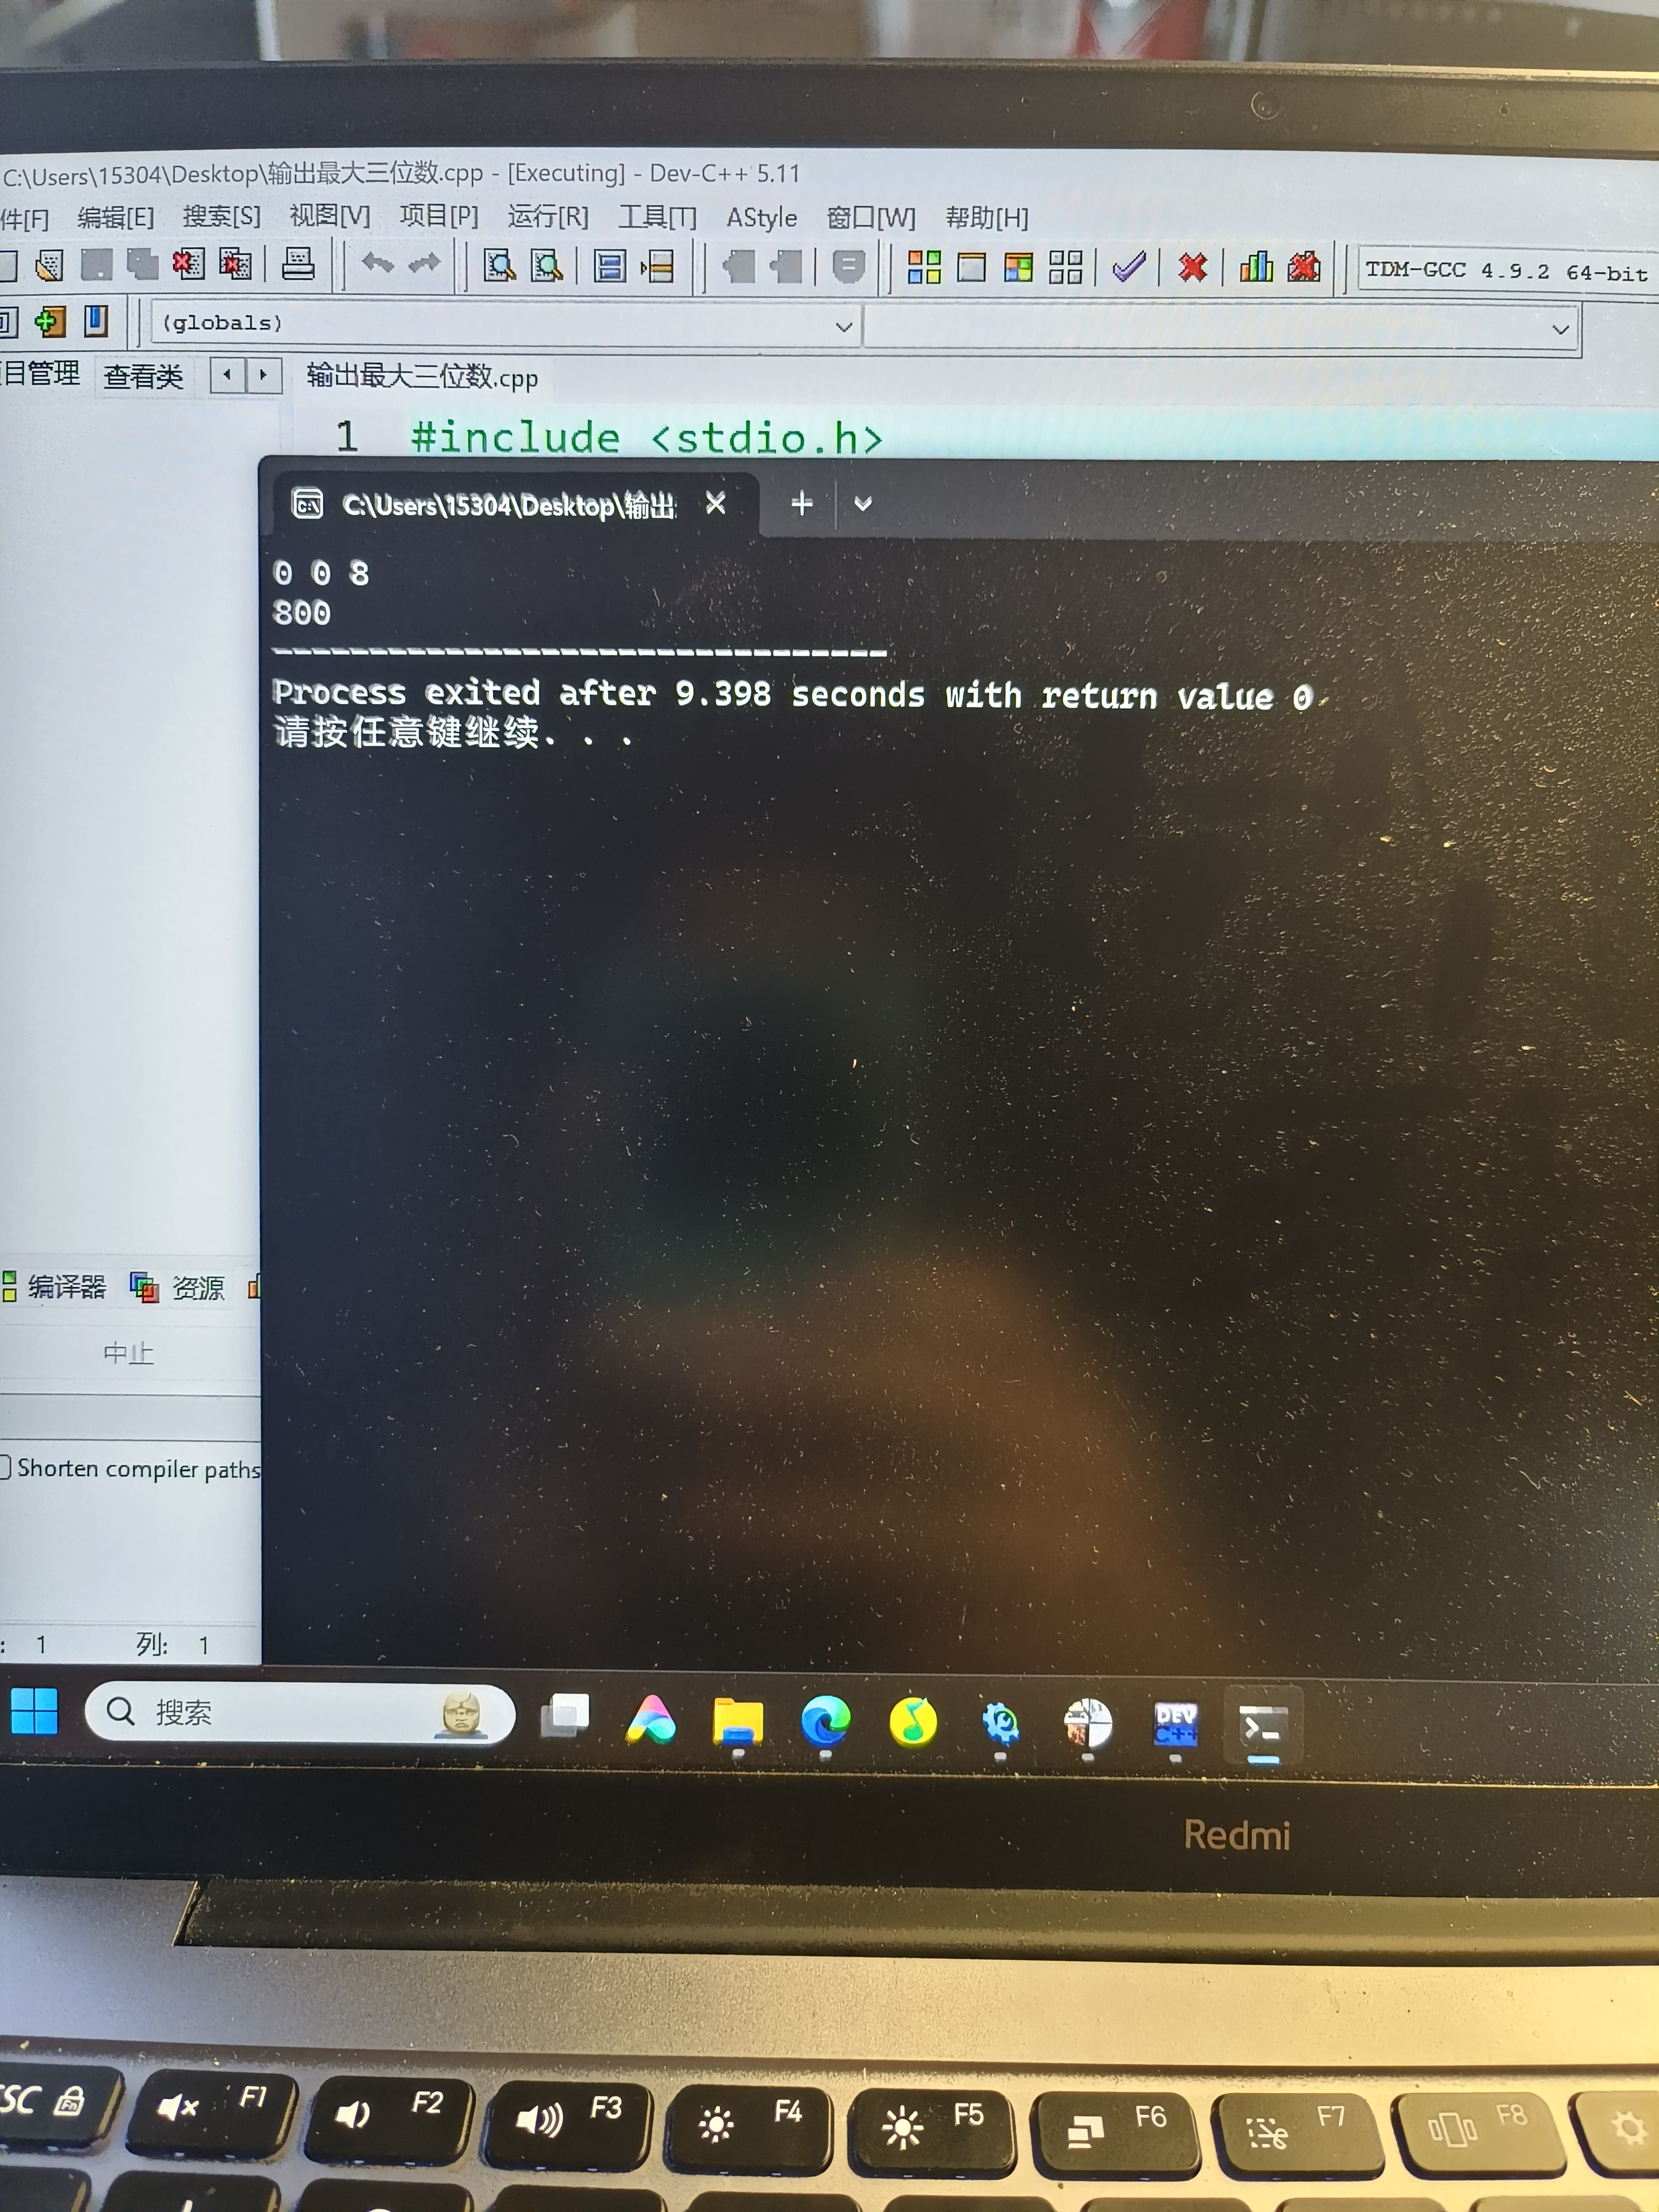 C:\Users\15304\Desktop\输出最大三位数.cpp - [Executing] - Dev-C++ 5.11
件[F] 编辑[E] 搜索[S] 视图[V] 项目[P] 运行[R] 工具[T] AStyle 窗口[W] 帮助[H]
TDM-GCC 4.9.2 64-bit
(globals)
目管理 查看类 输出最大三位数.cpp
1 #include <stdio.h>
C:\Users\15304\Desktop\输出
0 0 8
800
--------------------------------
Process exited after 9.398 seconds with return value 0
请按任意键继续. . .
编译器 资源
中止
Shorten compiler paths
: 1 列: 1
搜索
DEV
C++
Redmi
SC Fn F1 F2 F3 F4 F5 F6 F7 F8